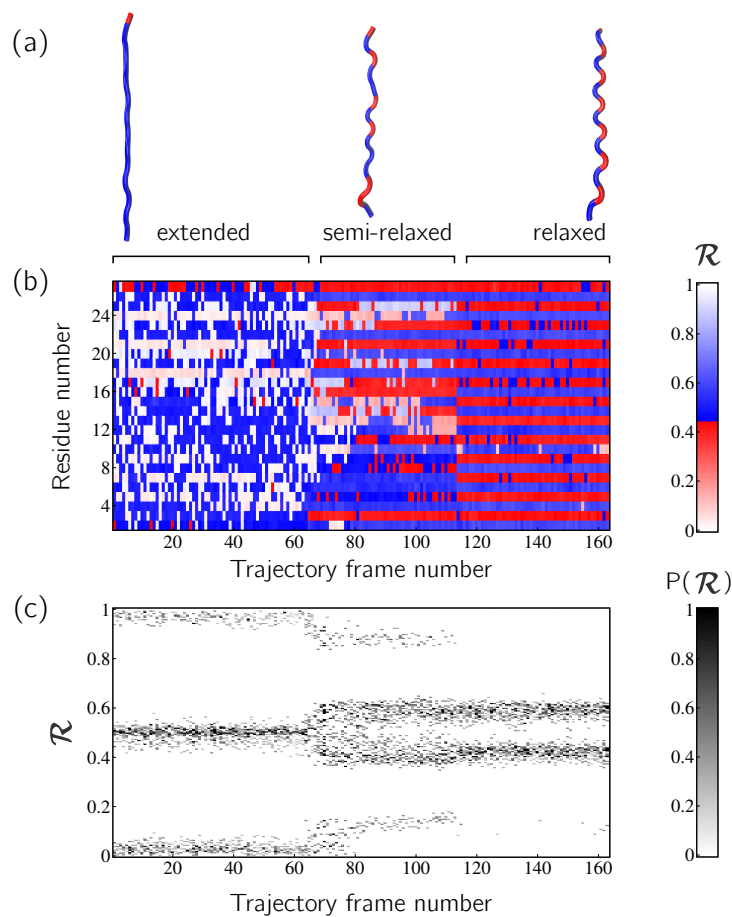 (a)
extended semi-relaxed relaxed
(b)
ℛ
Residue number
24
20
16
12
8
4
20 40 60 80 100 120 140 160
Trajectory frame number
1
0.8
0.6
0.4
0.2
0
(c)
P(ℛ)
ℛ
1
0.8
0.6
0.4
0.2
0
20 40 60 80 100 120 140 160
Trajectory frame number
1
0.8
0.6
0.4
0.2
0